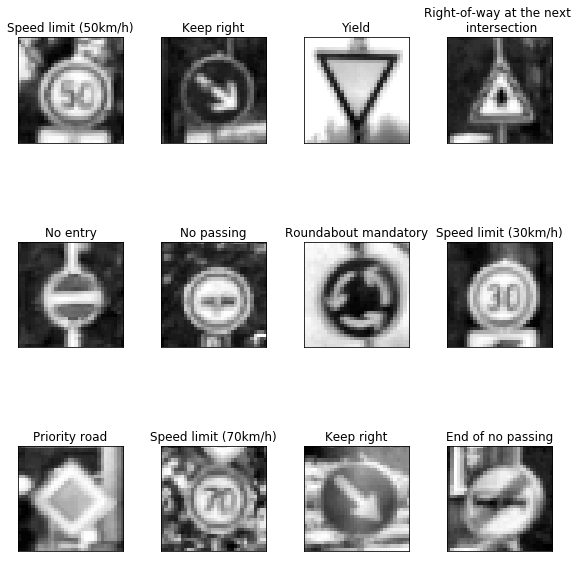 Speed limit (50km/h)
Keep right
Yield
Right-of-way at the next
intersection
50
No entry
No passing
Roundabout mandatory
Speed limit (30km/h)
30
Priority road
Speed limit (70km/h)
Keep right
End of no passing
70